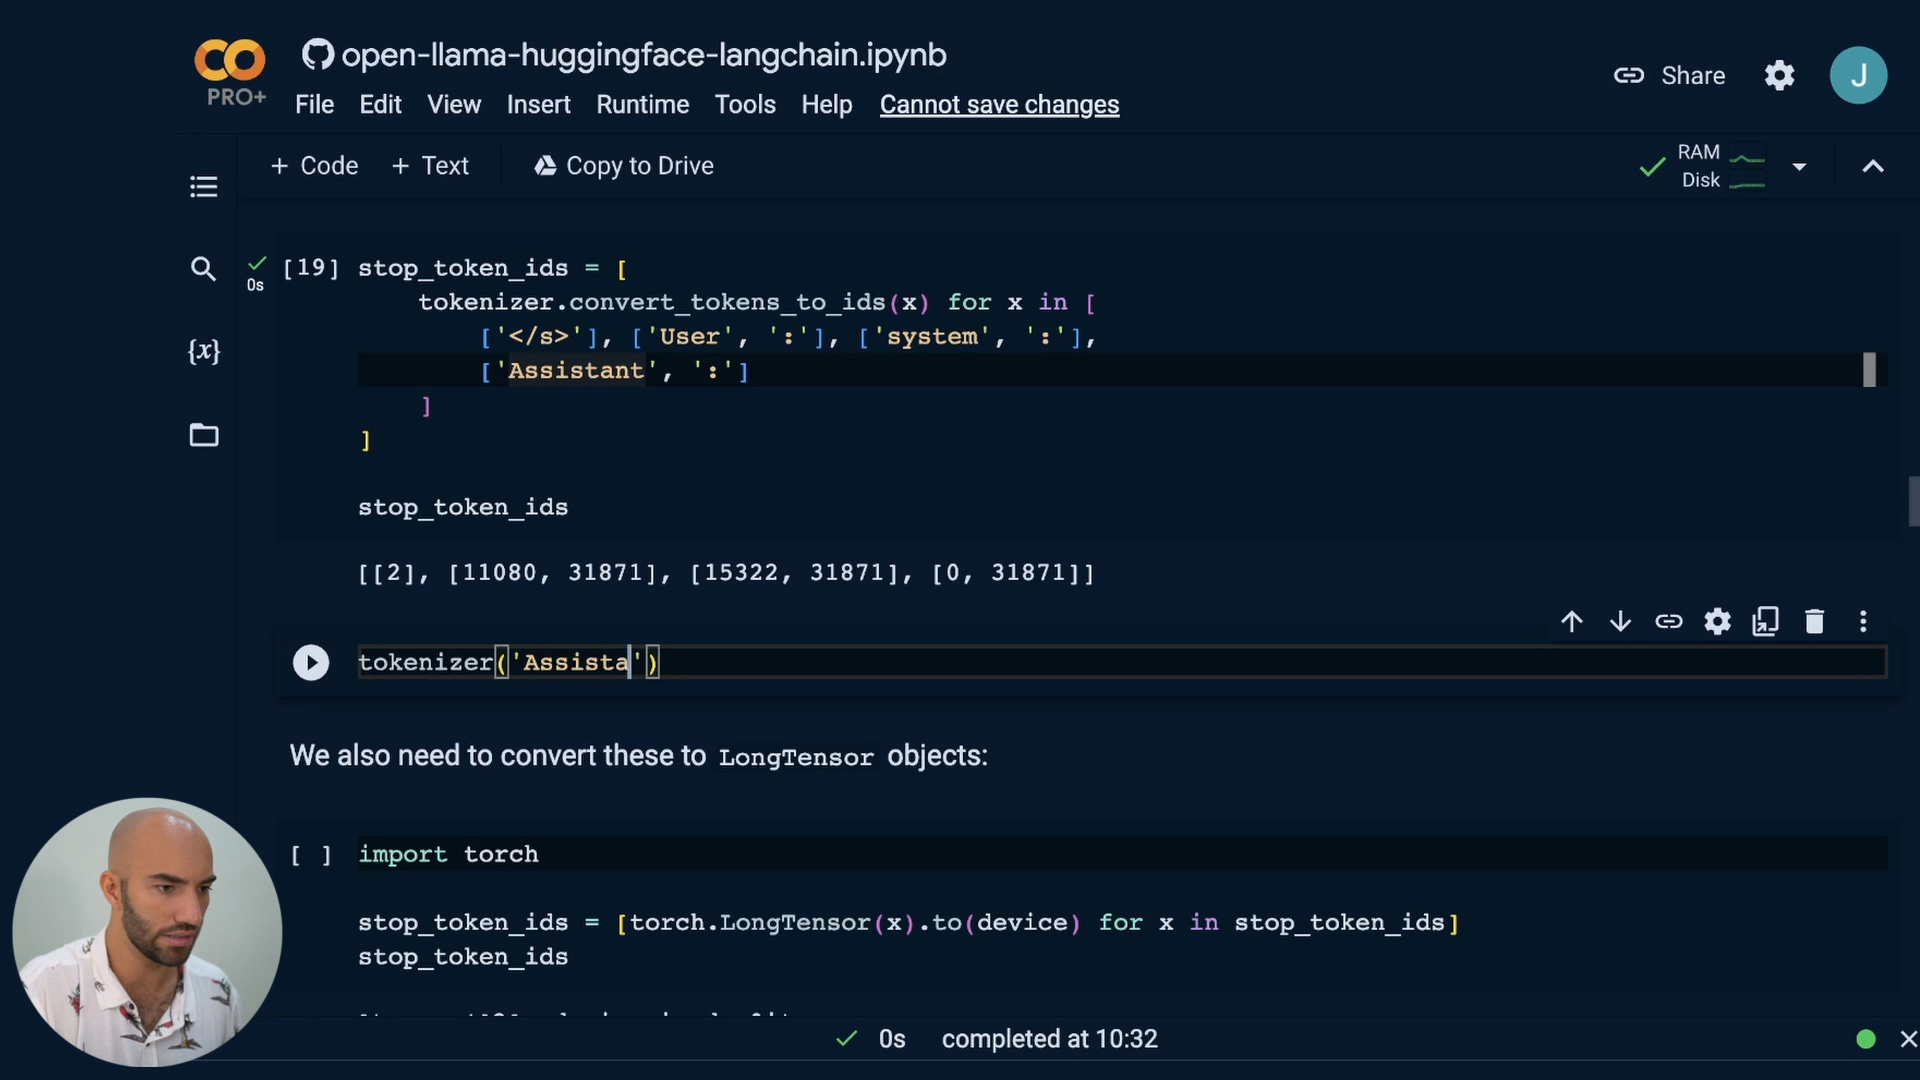 open-llama-huggingface-langchain.ipynb
PRO+
File Edit View Insert Runtime Tools Help Cannot save changes
Share
J
+ Code + Text Copy to Drive
RAM
Disk
0s
[19] stop_token_ids = [
tokenizer.convert_tokens_to_ids(x) for x in [
['</s>'], ['User', ':'], ['system', ':'],
['Assistant', ':']
]
]
stop_token_ids
[[2], [11080, 31871], [15322, 31871], [0, 31871]]
tokenizer('Assista')
We also need to convert these to LongTensor objects:
[ ] import torch
stop_token_ids = [torch.LongTensor(x).to(device) for x in stop_token_ids]
stop_token_ids
0s completed at 10:32